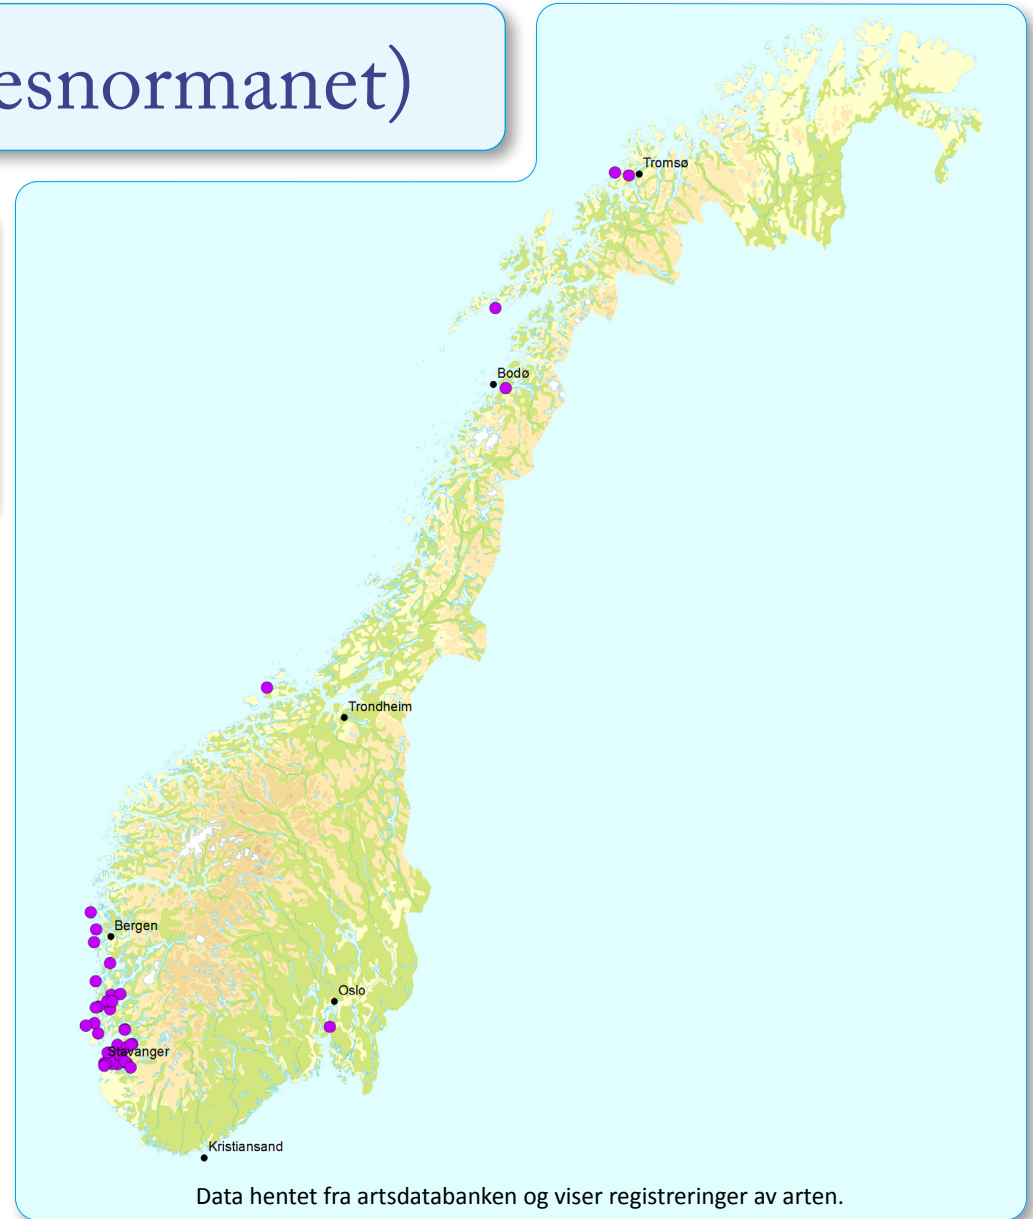 esnormanet)
Tromsø
Bodø
Trondheim
Bergen
Oslo
Stavanger
Kristiansand
Data hentet fra artsdatabanken og viser registreringer av arten.